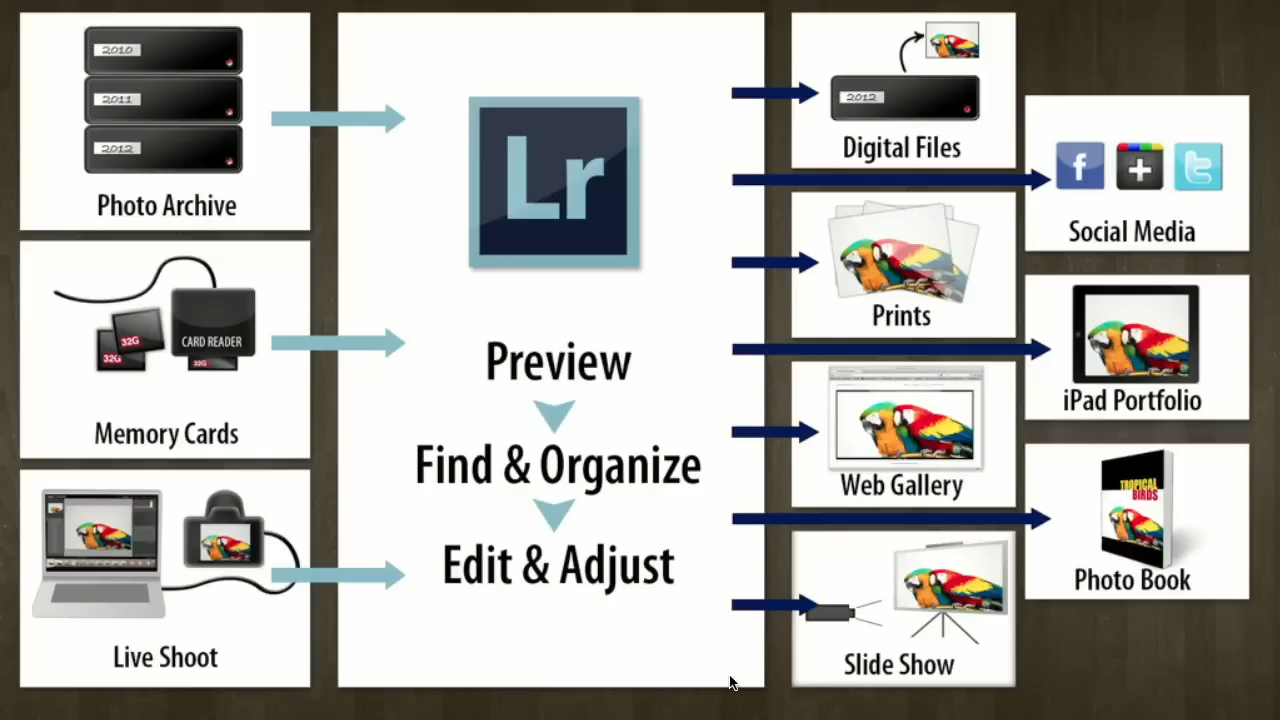 2010
2011
2012
Photo Archive
32G
32G
CARD READER
32G
Memory Cards
Live Shoot
Lr
Preview
Find & Organize
Edit & Adjust
2012
Digital Files
Prints
Web Gallery
Slide Show
f
+
t
Social Media
iPad Portfolio
TROPICAL
BIRDS
Photo Book